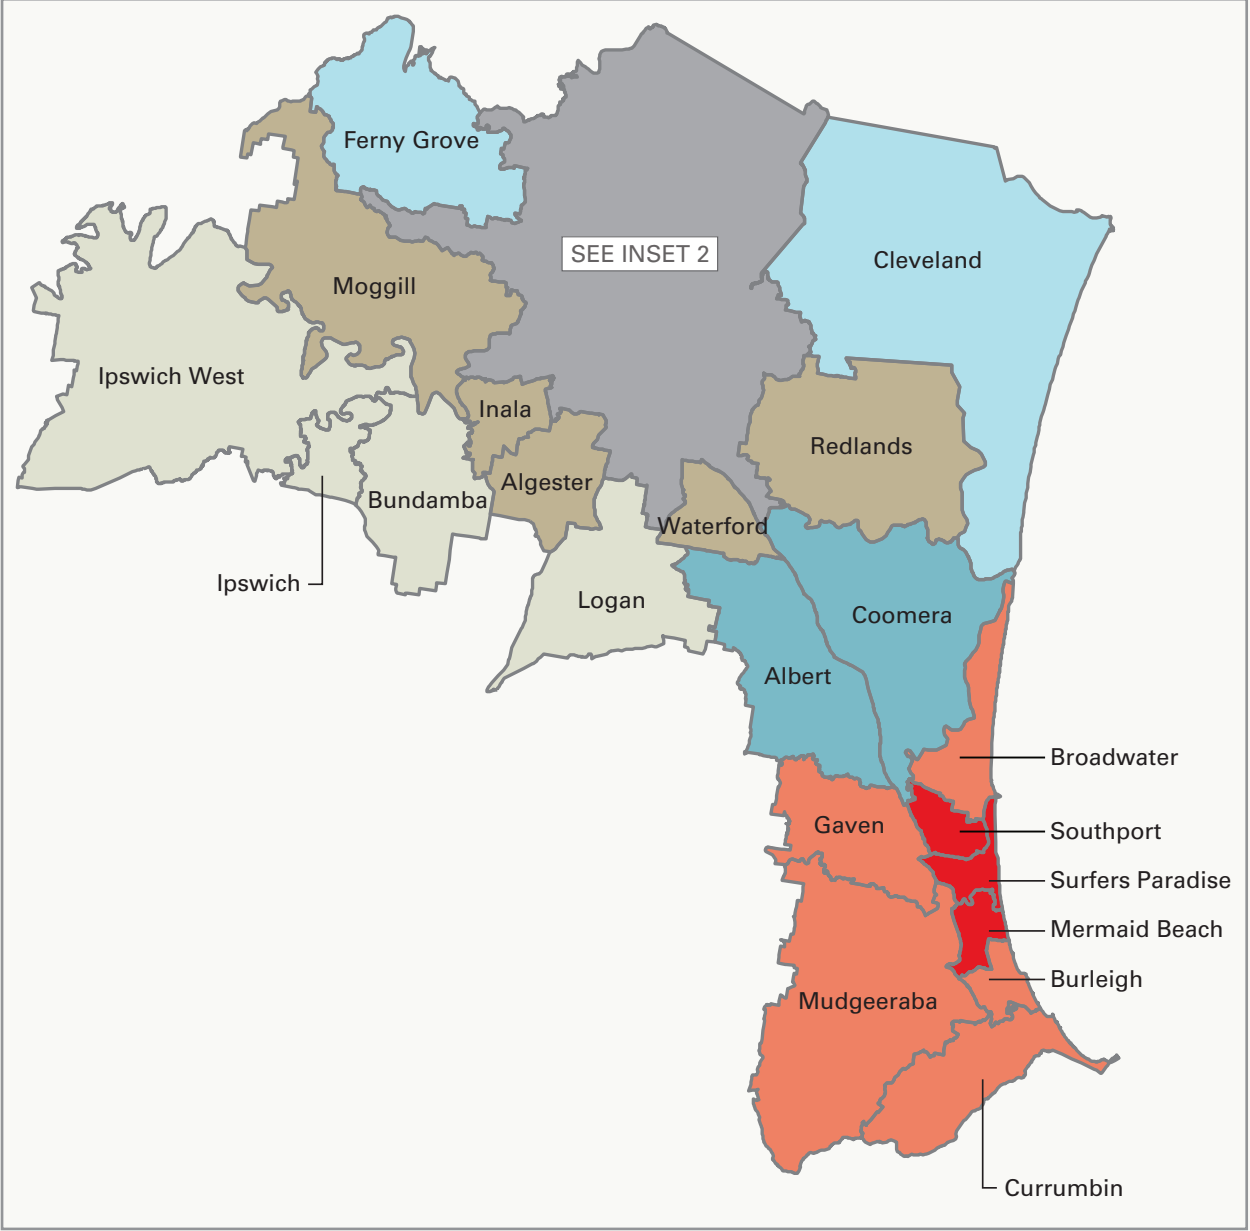 Ferny Grove
SEE INSET 2
Cleveland
Moggill
Ipswich West
Inala
Redlands
Algester
Bundamba
Waterford
Ipswich
Logan
Coomera
Albert
Broadwater
Gaven
Southport
Surfers Paradise
Mermaid Beach
Burleigh
Mudgeeraba
Currumbin